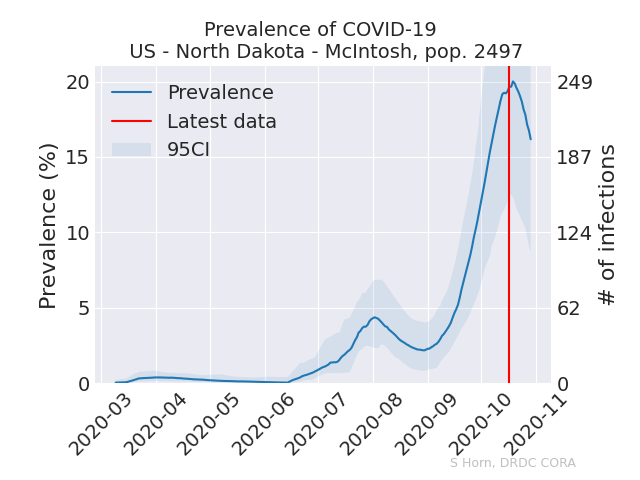 Prevalence of COVID-19
US - North Dakota - McIntosh, pop. 2497
Prevalence
Latest data
95CI
Prevalence (%)
20
15
10
5
0
249
187
124
62
0
# of infections
2020-03
2020-04
2020-05
2020-06
2020-07
2020-08
2020-09
2020-10
2020-11
S Horn, DRDC CORA